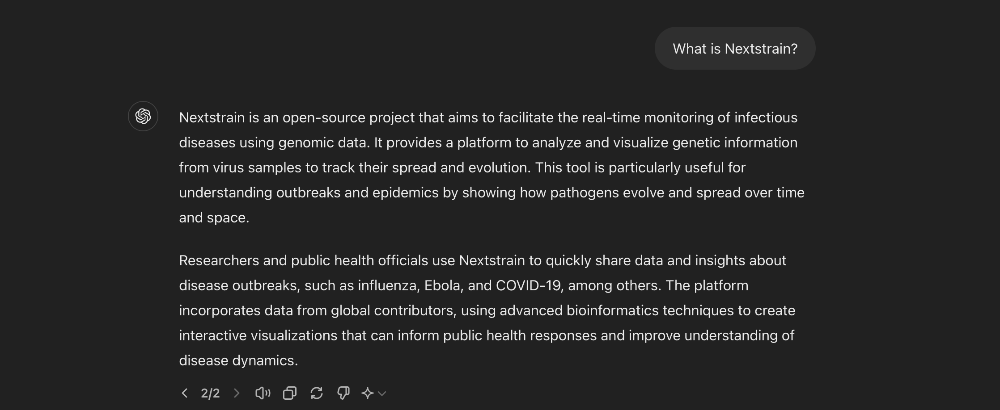 What is Nextstrain?
Nextstrain is an open-source project that aims to facilitate the real-time monitoring of infectious
diseases using genomic data. It provides a platform to analyze and visualize genetic information
from virus samples to track their spread and evolution. This tool is particularly useful for
understanding outbreaks and epidemics by showing how pathogens evolve and spread over time
and space.
Researchers and public health officials use Nextstrain to quickly share data and insights about
disease outbreaks, such as influenza, Ebola, and COVID-19, among others. The platform
incorporates data from global contributors, using advanced bioinformatics techniques to create
interactive visualizations that can inform public health responses and improve understanding of
disease dynamics.
2/2